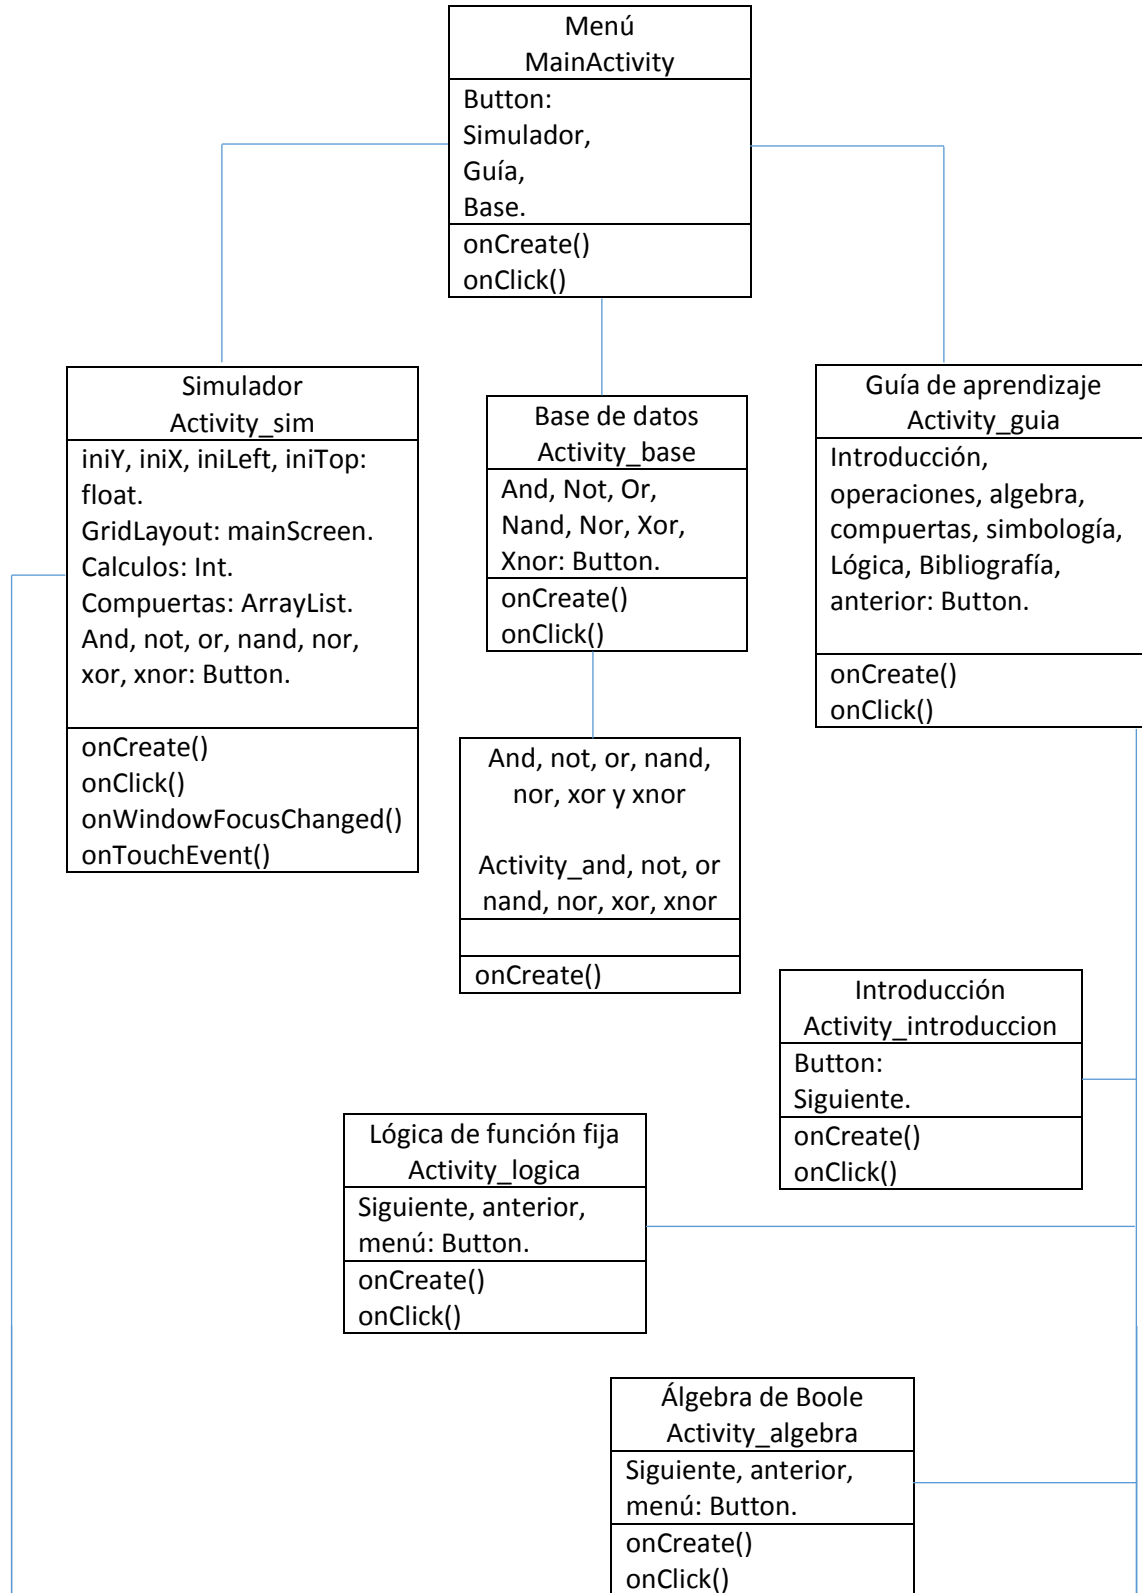 Menú
MainActivity
Button:
Simulador,
Guía,
Base.
onCreate()
onClick()
Simulador
Activity_sim
iniY, iniX, iniLeft, iniTop:
float.
GridLayout: mainScreen.
Calculos: Int.
Compuertas: ArrayList.
And, not, or, nand, nor,
xor, xnor: Button.
onCreate()
onClick()
onWindowFocusChanged()
onTouchEvent()
Base de datos
Activity_base
And, Not, Or,
Nand, Nor, Xor,
Xnor: Button.
onCreate()
onClick()
Guía de aprendizaje
Activity_guia
Introducción,
operaciones, algebra,
compuertas, simbología,
Lógica, Bibliografía,
anterior: Button.
onCreate()
onClick()
And, not, or, nand,
nor, xor y xnor
Activity_and, not, or
nand, nor, xor, xnor
onCreate()
Introducción
Activity_introduccion
Button:
Siguiente.
onCreate()
onClick()
Lógica de función fija
Activity_logica
Siguiente, anterior,
menú: Button.
onCreate()
onClick()
Álgebra de Boole
Activity_algebra
Siguiente, anterior,
menú: Button.
onCreate()
onClick()